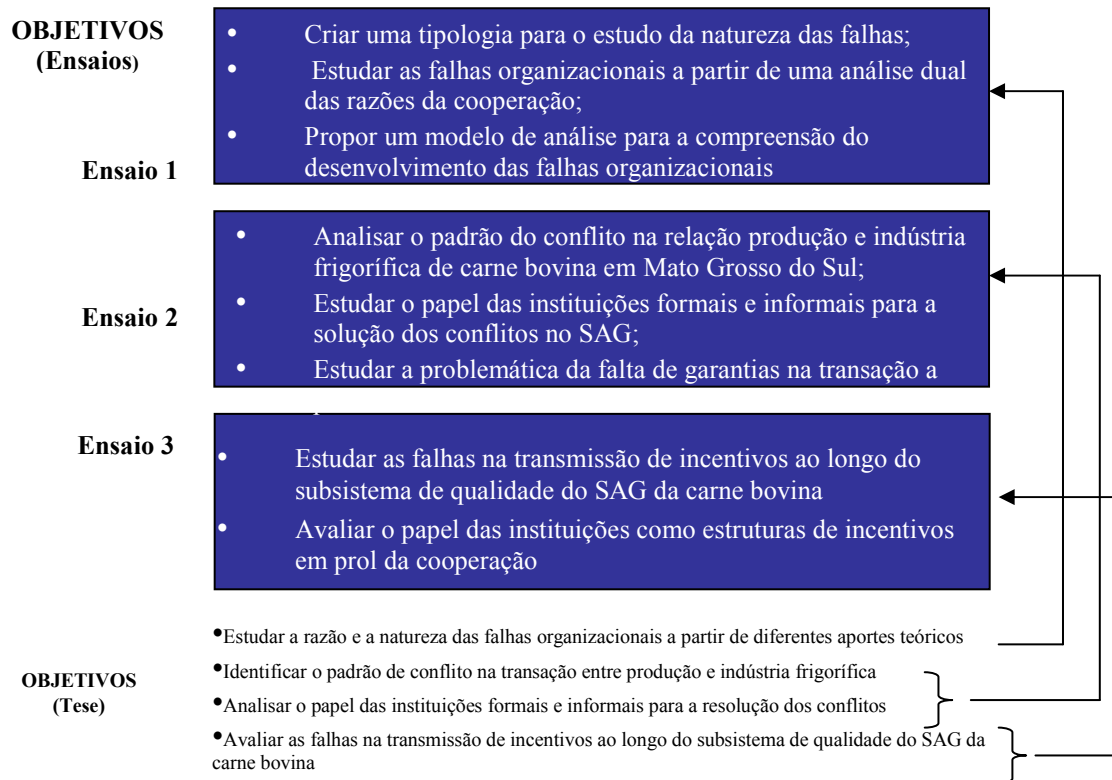 OBJETIVOS
(Ensaios)
• Criar uma tipologia para o estudo da natureza das falhas;
• Estudar as falhas organizacionais a partir de uma análise dual
das razões da cooperação;
• Propor um modelo de análise para a compreensão do
desenvolvimento das falhas organizacionais
Ensaio 1
• Analisar o padrão do conflito na relação produção e indústria
frigorífica de carne bovina em Mato Grosso do Sul;
• Estudar o papel das instituições formais e informais para a
solução dos conflitos no SAG;
• Estudar a problemática da falta de garantias na transação a
Ensaio 2
Ensaio 3
• Estudar as falhas na transmissão de incentivos ao longo do
subsistema de qualidade do SAG da carne bovina
• Avaliar o papel das instituições como estruturas de incentivos
em prol da cooperação
OBJETIVOS
(Tese)
•Estudar a razão e a natureza das falhas organizacionais a partir de diferentes aportes teóricos
•Identificar o padrão de conflito na transação entre produção e indústria frigorífica
•Analisar o papel das instituições formais e informais para a resolução dos conflitos
•Avaliar as falhas na transmissão de incentivos ao longo do subsistema de qualidade do SAG da
carne bovina